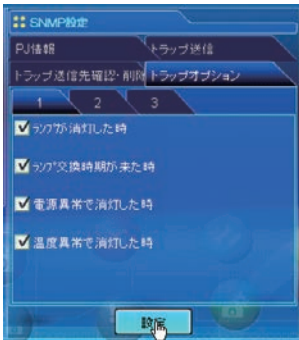 SNMP設定
PJ情報 トラップ送信
トラップ送信先確認・削除 トラップオプション
1 2 3
ﾗﾝﾌﾟが消灯した時
ﾗﾝﾌﾟ交換時期が来た時
電源異常で消灯した時
温度異常で消灯した時
設定